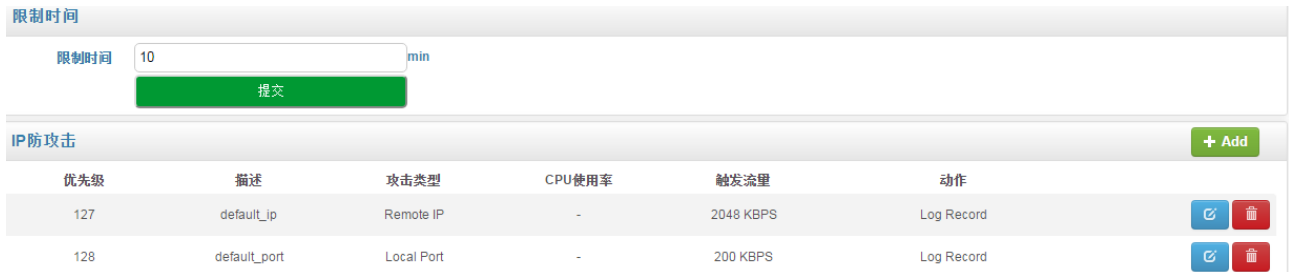 限制时间
限制时间 10 min
提交
IP防攻击 + Add
优先级 描述 攻击类型 CPU使用率 触发流量 动作
127 default_ip Remote IP - 2048 KBPS Log Record
128 default_port Local Port - 200 KBPS Log Record